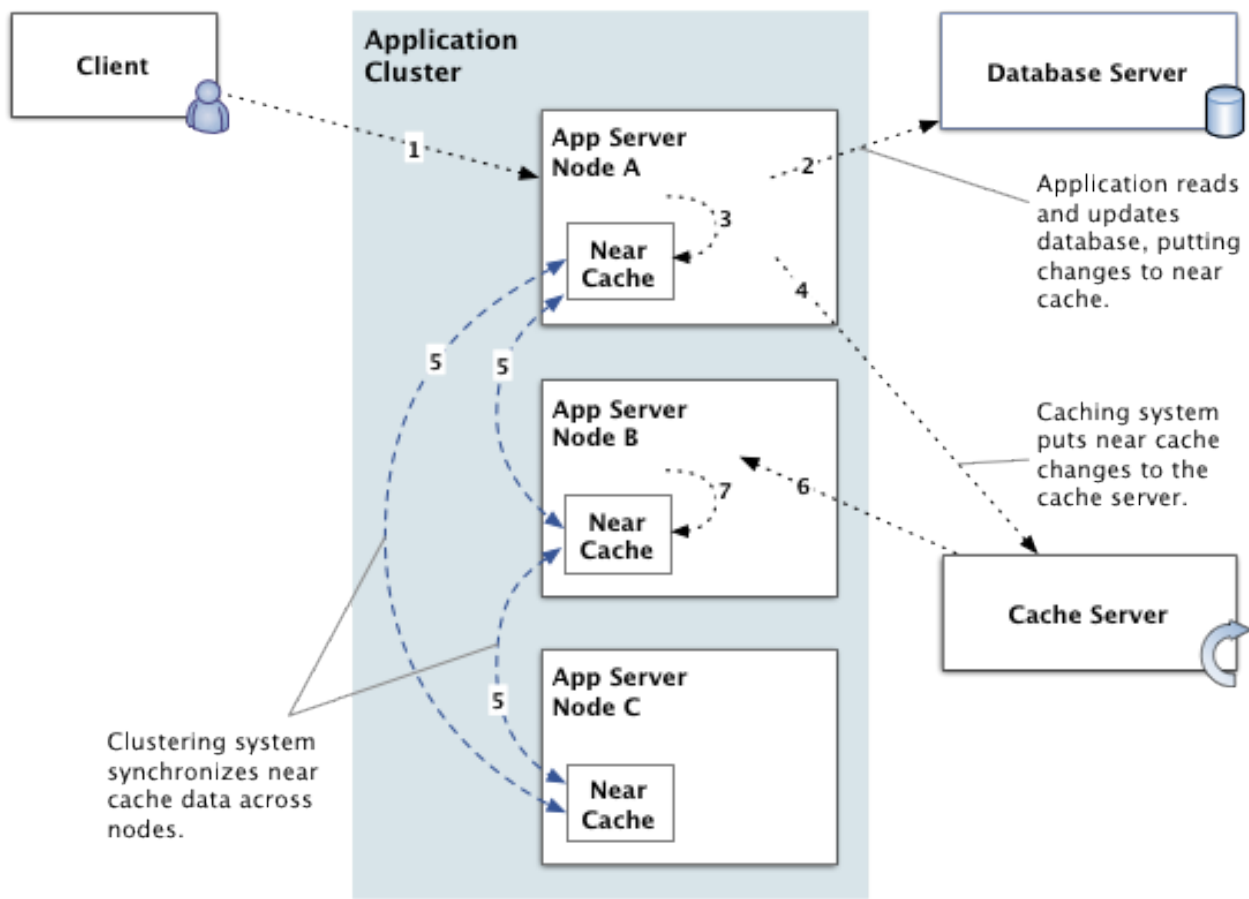 Client
Application
Cluster
Database Server
1
App Server
Node A
2
3
Near
Cache
4
Application reads
and updates
database, putting
changes to near
cache.
5
5
App Server
Node B
7
6
Near
Cache
Caching system
puts near cache
changes to the
cache server.
Cache Server
App Server
Node C
5
Near
Cache
Clustering system
synchronizes near
cache data across
nodes.